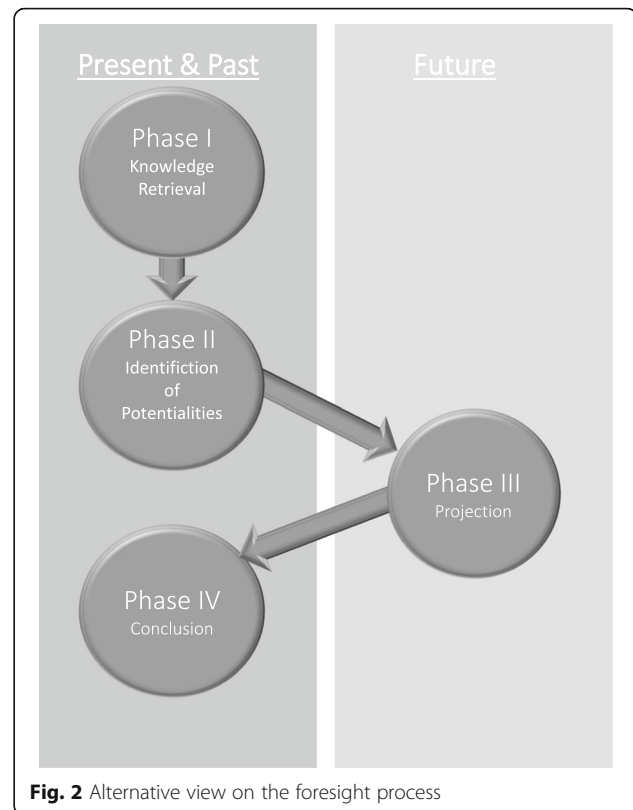 Present & Past
Future
Phase I
Knowledge
Retrieval
Phase II
Identifiction
of
Potentialities
Phase III
Projection
Phase IV
Conclusion
Fig. 2 Alternative view on the foresight process